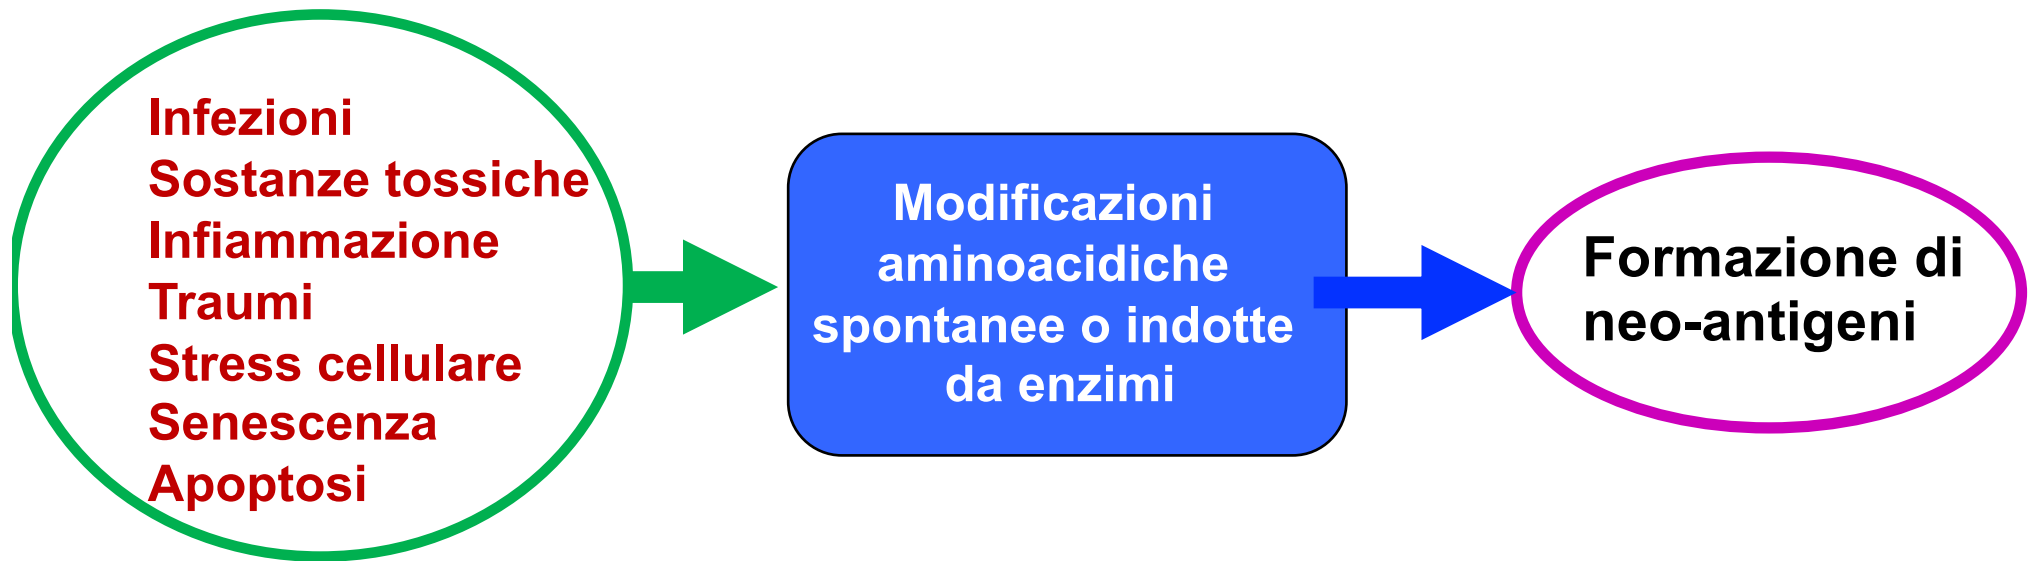 Infezioni
Sostanze tossiche
Infiammazione
Traumi
Stress cellulare
Senescenza
Apoptosi
Modificazioni
aminoacidiche
spontanee o indotte
da enzimi
Formazione di
neo-antigeni